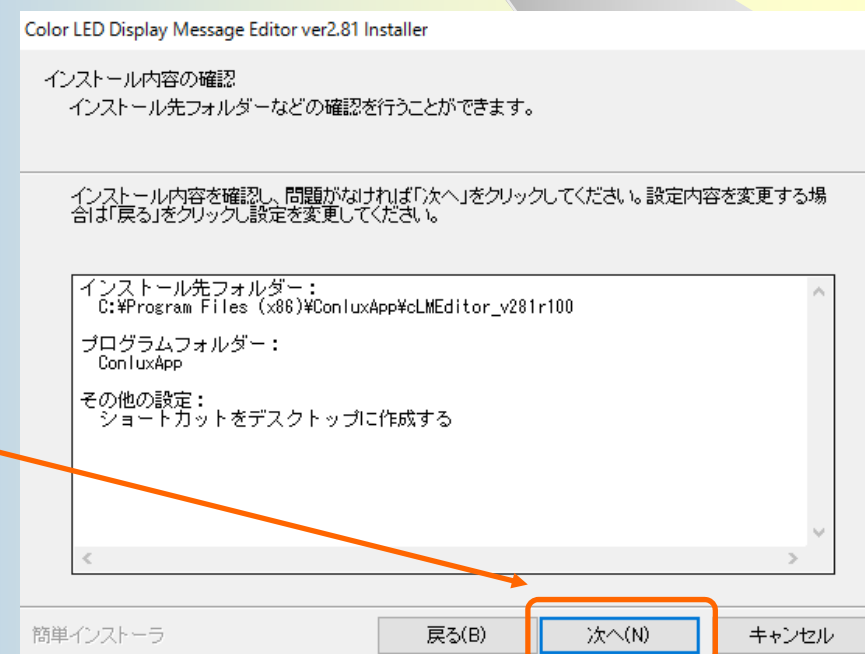 Color LED Display Message Editor ver2.81 Installer
インストール内容の確認
インストール先フォルダーなどの確認を行うことができます。
インストール内容を確認し、問題がなければ「次へ」をクリックしてください。設定内容を変更する場
合は「戻る」をクリックし設定を変更してください。
インストール先フォルダー：
C:¥Program Files (x86)¥ConluxApp¥cLMEditor_v281r100
プログラムフォルダー：
ConluxApp
その他の設定：
ショートカットをデスクトップに作成する
簡単インストーラ
戻る(B)
次へ(N)
キャンセル